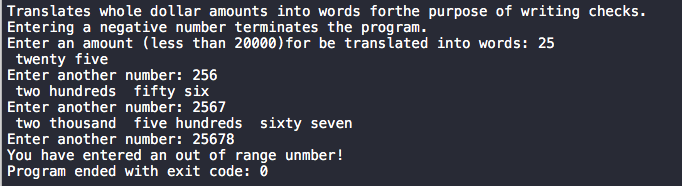 Translates whole dollar amounts into words forthe purpose of writing checks.
Entering a negative number terminates the program.
Enter an amount (less than 20000)for be translated into words: 25
 twenty five
Enter another number: 256
 two hundreds  fifty six
Enter another number: 2567
 two thousand  five hundreds  sixty seven
Enter another number: 25678
You have entered an out of range unmber!
Program ended with exit code: 0